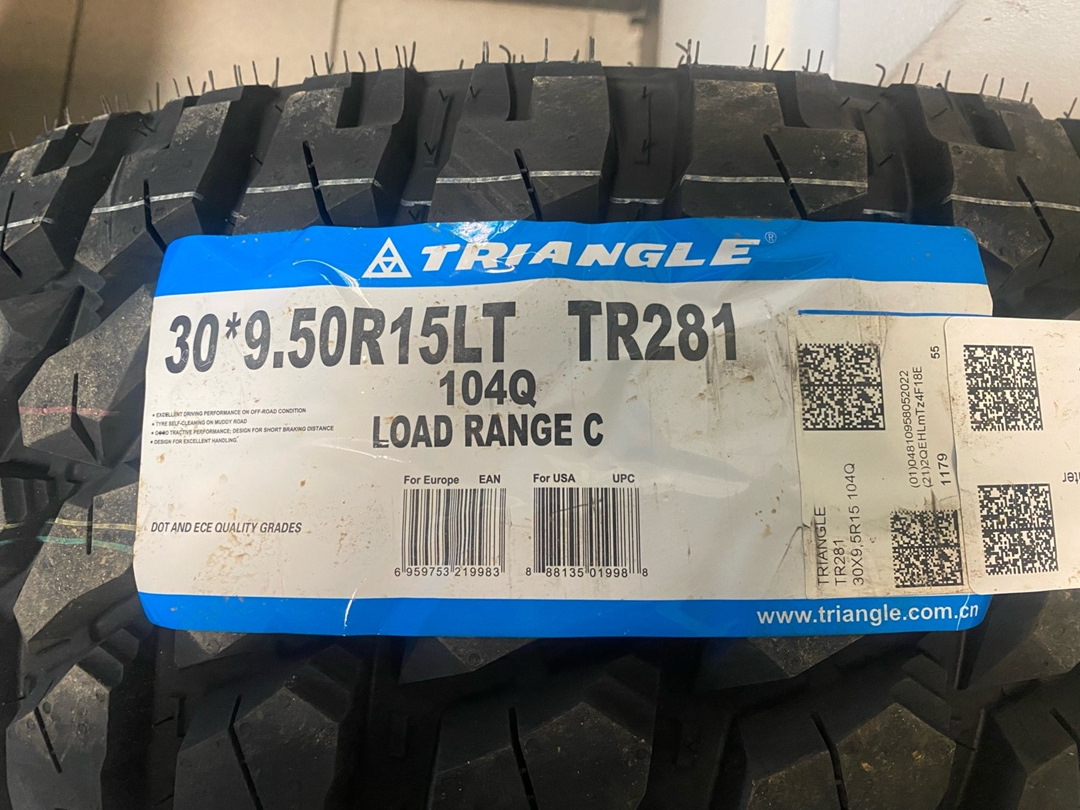 TRIANGLE®
30*9.50R15LT TR281
104Q
LOAD RANGE C
• EXCELLENT DRIVING PERFORMANCE ON OFF-ROAD CONDITION
• TYRE SELF-CLEANING ON MUDDY ROAD
• GOOD TRACTIVE PERFORMANCE; DESIGN FOR SHORT BRAKING DISTANCE
• DESIGN FOR EXCELLENT HANDLING
For Europe EAN
For USA UPC
DOT AND ECE QUALITY GRADES
6 959753 219983
8 88135 01998 8
www.triangle.com.cn
TRIANGLE
TR281
30X9,5R15 104Q
(01)04810958052022
(21)2QEHLmTz4F18E
1179
55